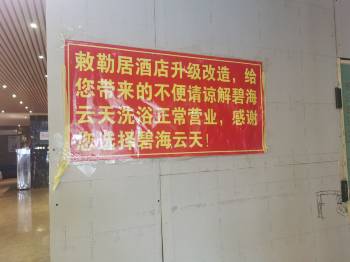 敕勒居酒店升级改造，给
您带来的不便请谅解碧海
云天洗浴正常营业，感谢
您选择碧海云天！